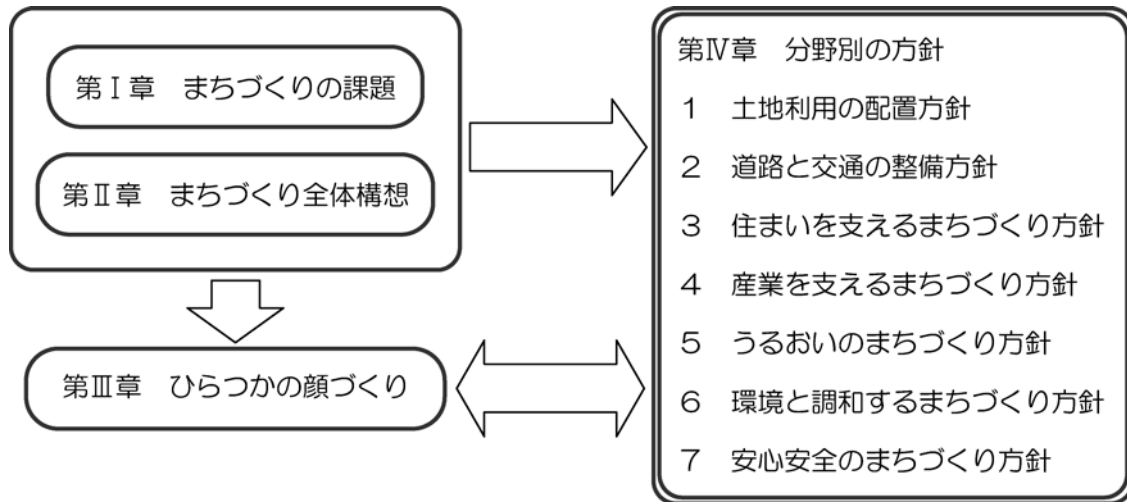 第Ⅰ章　まちづくりの課題
第Ⅱ章　まちづくり全体構想
第Ⅲ章　ひらつかの顔づくり
第Ⅳ章　分野別の方針
１　土地利用の配置方針
２　道路と交通の整備方針
３　住まいを支えるまちづくり方針
４　産業を支えるまちづくり方針
５　うるおいのまちづくり方針
６　環境と調和するまちづくり方針
７　安心安全のまちづくり方針